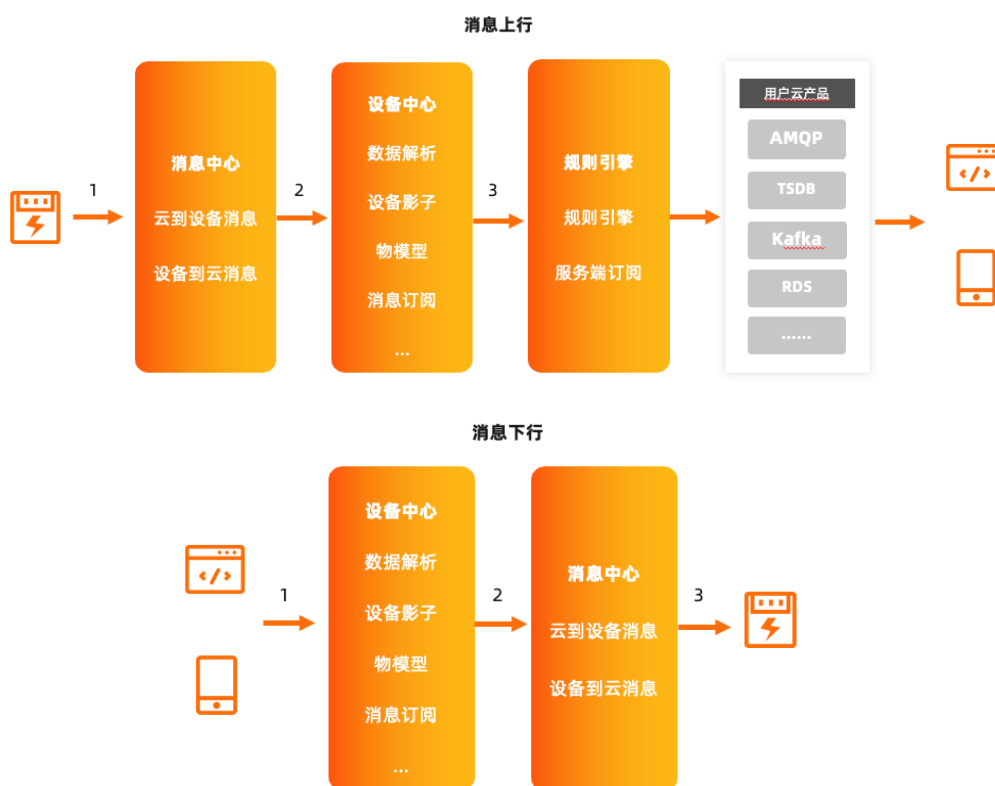 消息上行
消息中心
云到设备消息
设备到云消息
设备中心
数据解析
设备影子
物模型
消息订阅
...
规则引擎
规则引擎
服务端订阅
用户云产品
AMQP
TSDB
Kafka
RDS
......
1
2
3
消息下行
设备中心
数据解析
设备影子
物模型
消息订阅
...
消息中心
云到设备消息
设备到云消息
1
2
3